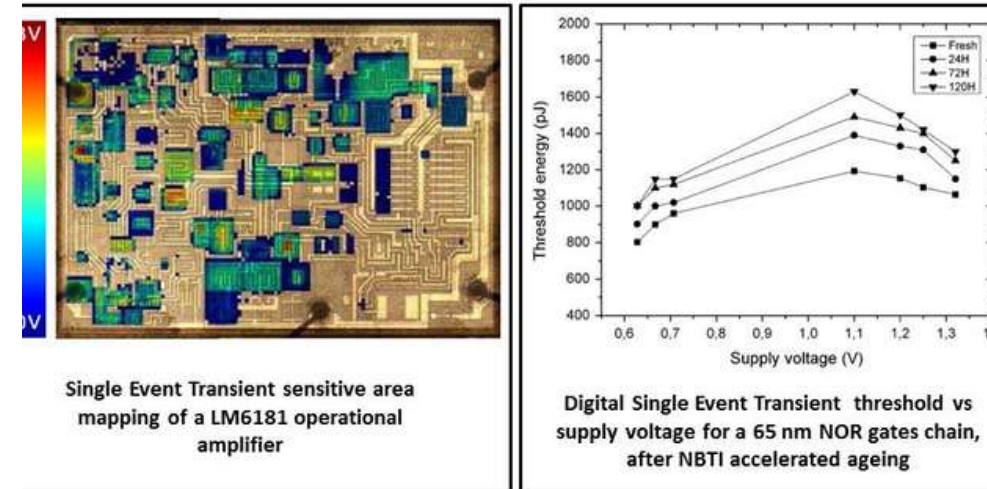 Single Event Transient sensitive area
mapping of a LM6181 operational
amplifier
2000
1800
1600
1400
1200
1000
800
600
400
Threshold energy (pJ)
Fresh
24H
72H
120H
0,6
0,7
0,8
0,9
1,0
1,1
1,2
1,3
Supply voltage (V)
Digital Single Event Transient threshold vs
supply voltage for a 65 nm NOR gates chain,
after NBTI accelerated ageing